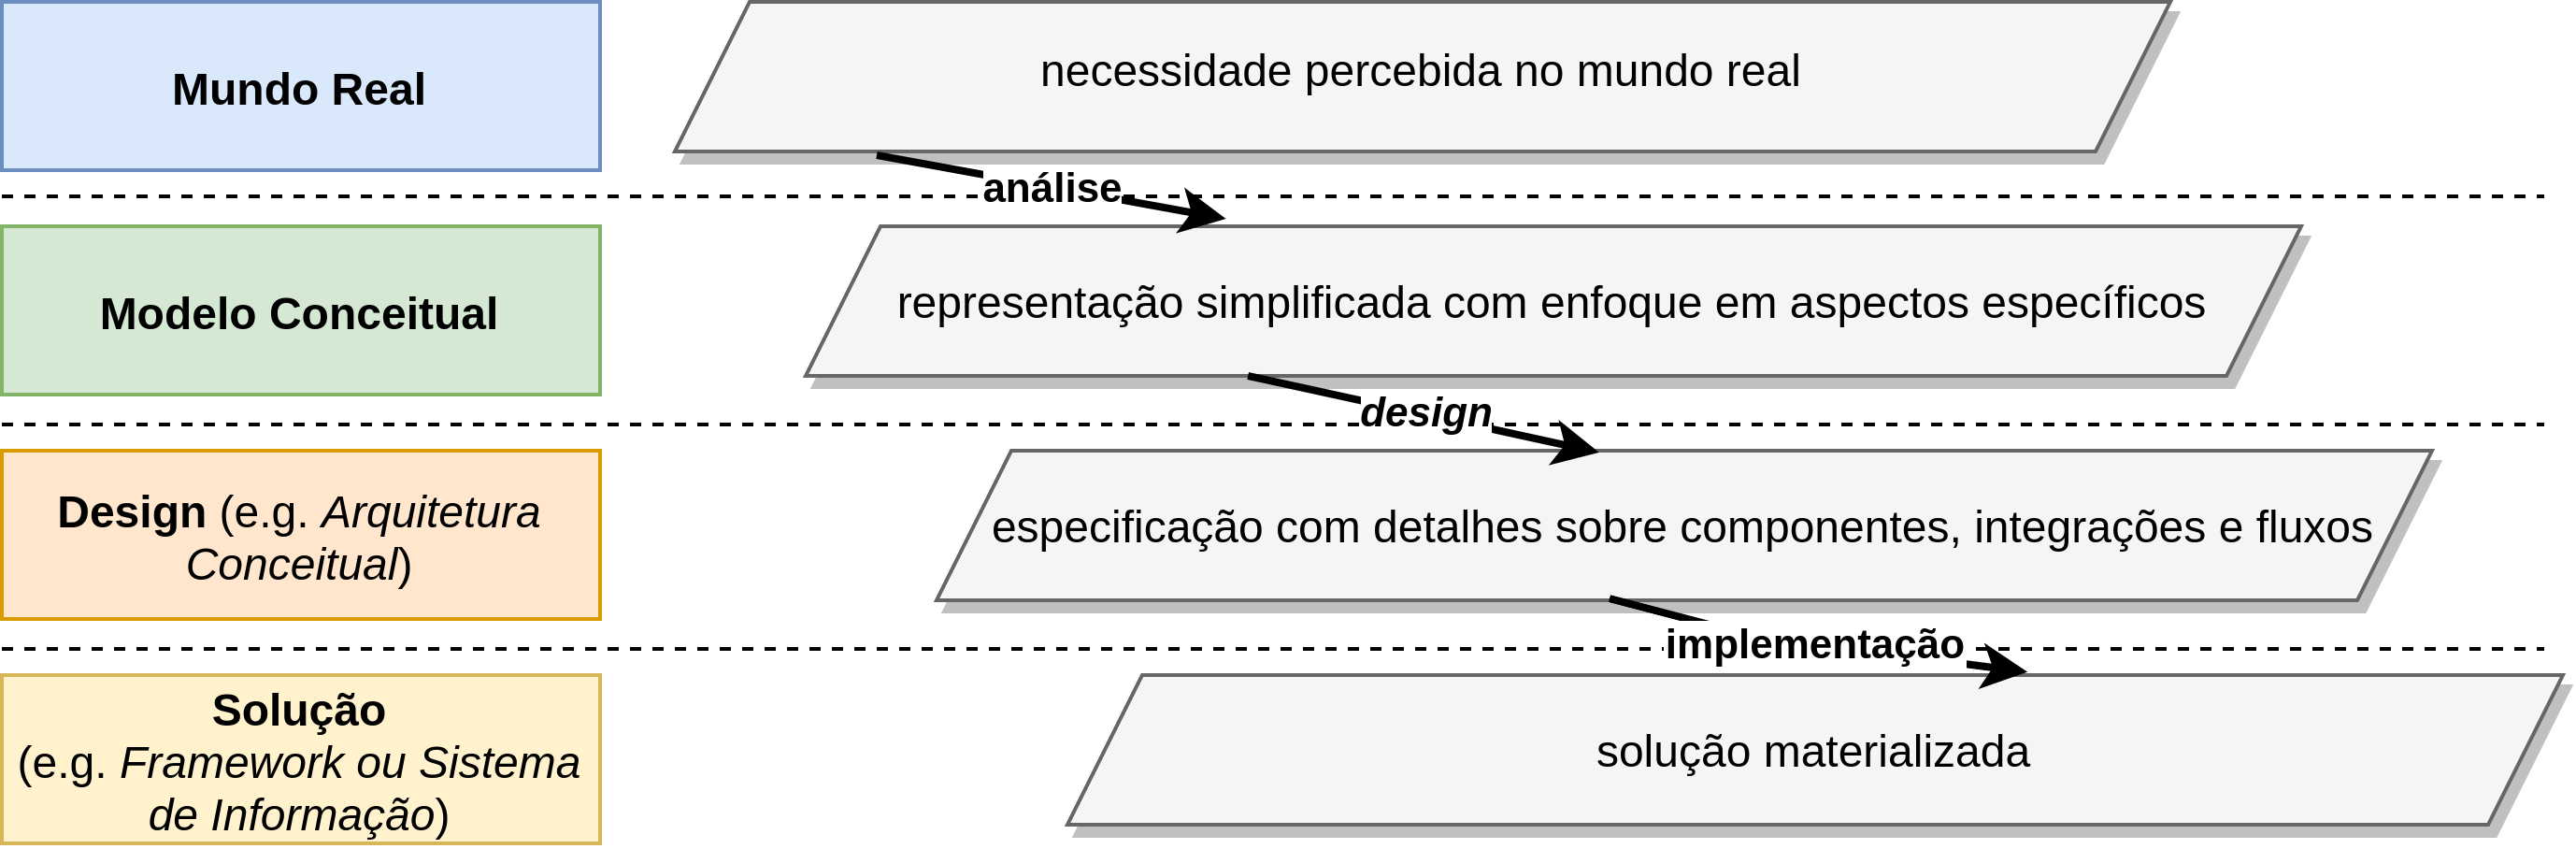 Mundo Real
necessidade percebida no mundo real
análise
Modelo Conceitual
representação simplificada com enfoque em aspectos específicos
design
Design (e.g. Arquitetura
Conceitual)
especificação com detalhes sobre componentes, integrações e fluxos
implementação
Solução
(e.g. Framework ou Sistema
de Informação)
solução materializada